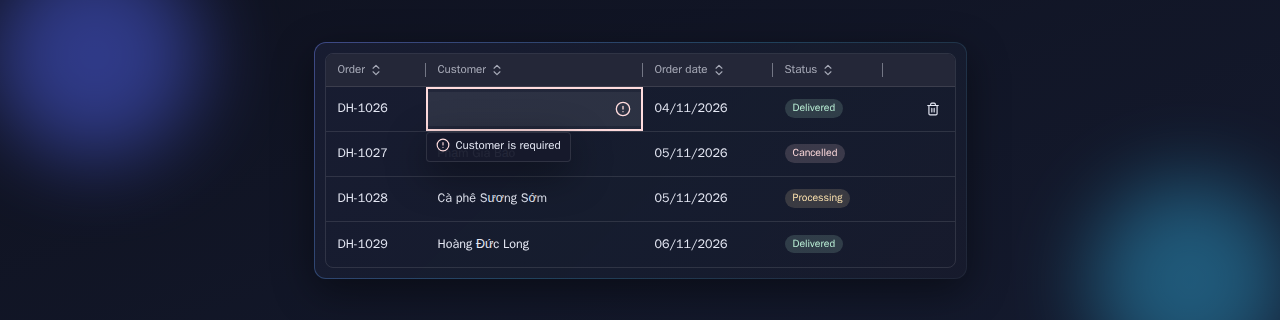 Order Customer Order date Status
DH-1026 04/11/2026 Delivered
Customer is required
DH-1027 05/11/2026 Cancelled
DH-1028 Cà phê Sương Sớm 05/11/2026 Processing
DH-1029 Hoàng Đức Long 06/11/2026 Delivered